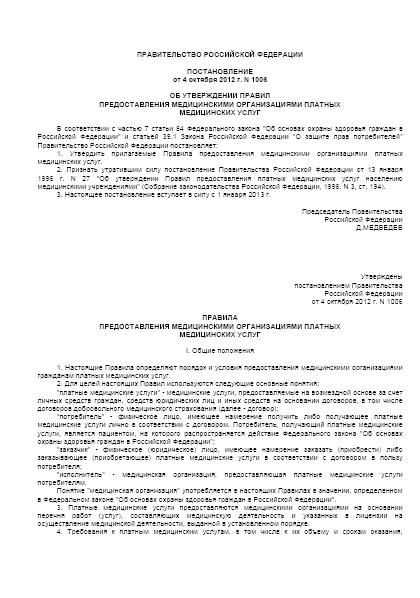 ПРАВИТЕЛЬСТВО РОССИЙСКОЙ ФЕДЕРАЦИИ
ПОСТАНОВЛЕНИЕ
от 4 октября 2012 г. N 1006
ОБ УТВЕРЖДЕНИИ ПРАВИЛ
ПРЕДОСТАВЛЕНИЯ МЕДИЦИНСКИМИ ОРГАНИЗАЦИЯМИ ПЛАТНЫХ
МЕДИЦИНСКИХ УСЛУГ
В соответствии с частью 7 статьи 84 Федерального закона "Об основах охраны здоровья граждан в
Российской Федерации" и статьей 39.1 Закона Российской Федерации "О защите прав потребителей"
Правительство Российской Федерации постановляет:
1. Утвердить прилагаемые Правила предоставления медицинскими организациями платных
медицинских услуг.
2. Признать утратившим силу постановление Правительства Российской Федерации от 13 января
1996 г. N 27 "Об утверждении Правил предоставления платных медицинских услуг населению
медицинскими учреждениями" (Собрание законодательства Российской Федерации, 1996, N 3, ст. 194).
3. Настоящее постановление вступает в силу с 1 января 2013 г.
Председатель Правительства
Российской Федерации
Д.МЕДВЕДЕВ
Утверждены
постановлением Правительства
Российской Федерации
от 4 октября 2012 г. N 1006
ПРАВИЛА
ПРЕДОСТАВЛЕНИЯ МЕДИЦИНСКИМИ ОРГАНИЗАЦИЯМИ ПЛАТНЫХ
МЕДИЦИНСКИХ УСЛУГ
I. Общие положения
1. Настоящие Правила определяют порядок и условия предоставления медицинскими организациями
гражданам платных медицинских услуг.
2. Для целей настоящих Правил используются следующие основные понятия:
"платные медицинские услуги" - медицинские услуги, предоставляемые на возмездной основе за счет
личных средств граждан, средств юридических лиц и иных средств на основании договоров, в том числе
договоров добровольного медицинского страхования (далее - договор);
"потребитель" - физическое лицо, имеющее намерение получить либо получающее платные
медицинские услуги лично в соответствии с договором. Потребитель, получающий платные медицинские
услуги, является пациентом, на которого распространяется действие Федерального закона "Об основах
охраны здоровья граждан в Российской Федерации";
"заказчик" - физическое (юридическое) лицо, имеющее намерение заказать (приобрести) либо
заказывающее (приобретающее) платные медицинские услуги в соответствии с договором в пользу
потребителя;
"исполнитель" - медицинская организация, предоставляющая платные медицинские услуги
потребителям.
Понятие "медицинская организация" употребляется в настоящих Правилах в значении, определенном
в Федеральном законе "Об основах охраны здоровья граждан в Российской Федерации".
3. Платные медицинские услуги предоставляются медицинскими организациями на основании
перечня работ (услуг), составляющих медицинскую деятельность и указанных в лицензии на
осуществление медицинской деятельности, выданной в установленном порядке.
4. Требования к платным медицинским услугам, в том числе к их объему и срокам оказания,